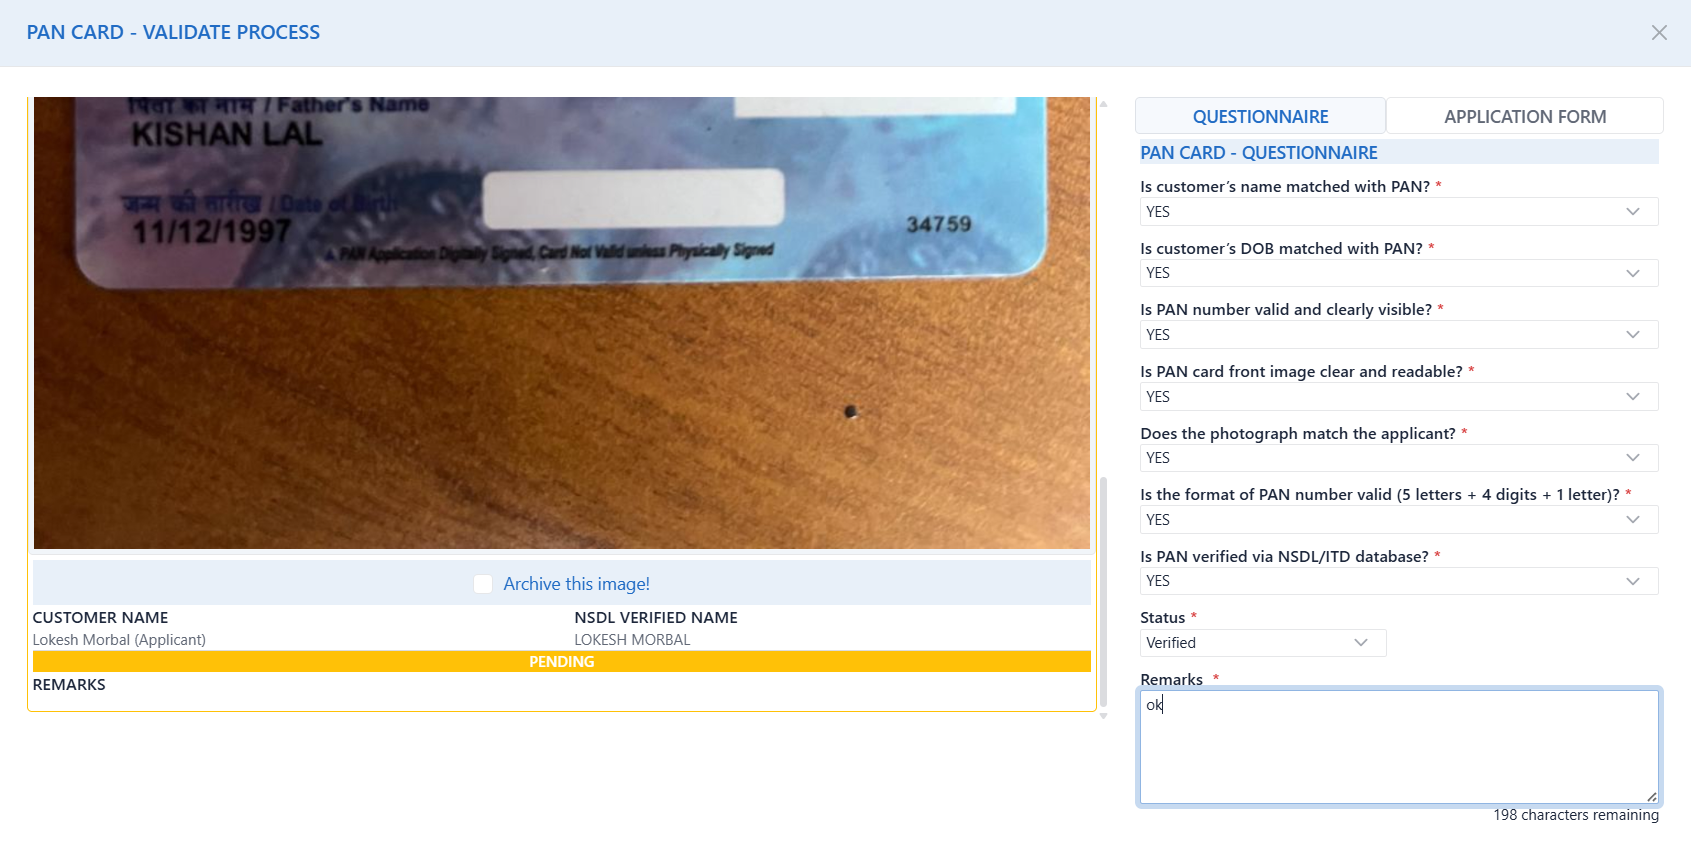 PAN CARD - VALIDATE PROCESS
पिता का नाम / Father's Name
KISHAN LAL
जन्म की तारीख / Date of Birth
11/12/1997
34759
PAN Application Digitally Signed, Card Not Valid unless Physically Signed
Archive this image!
CUSTOMER NAME
NSDL VERIFIED NAME
Lokesh Morbal (Applicant)
LOKESH MORBAL
PENDING
REMARKS
QUESTIONNAIRE
APPLICATION FORM
PAN CARD - QUESTIONNAIRE
Is customer’s name matched with PAN? *
YES
Is customer’s DOB matched with PAN? *
YES
Is PAN number valid and clearly visible? *
YES
Is PAN card front image clear and readable? *
YES
Does the photograph match the applicant? *
YES
Is the format of PAN number valid (5 letters + 4 digits + 1 letter)? *
YES
Is PAN verified via NSDL/ITD database? *
YES
Status *
Verified
Remarks *
ok
198 characters remaining